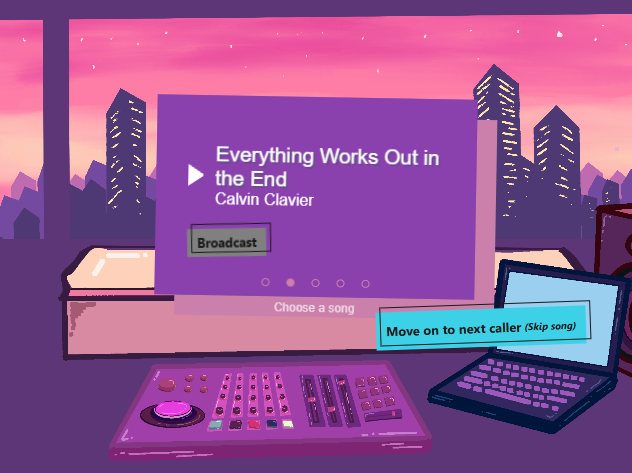 Everything Works Out in
the End
Calvin Clavier
Broadcast
Choose a song
Move on to next caller (Skip song)